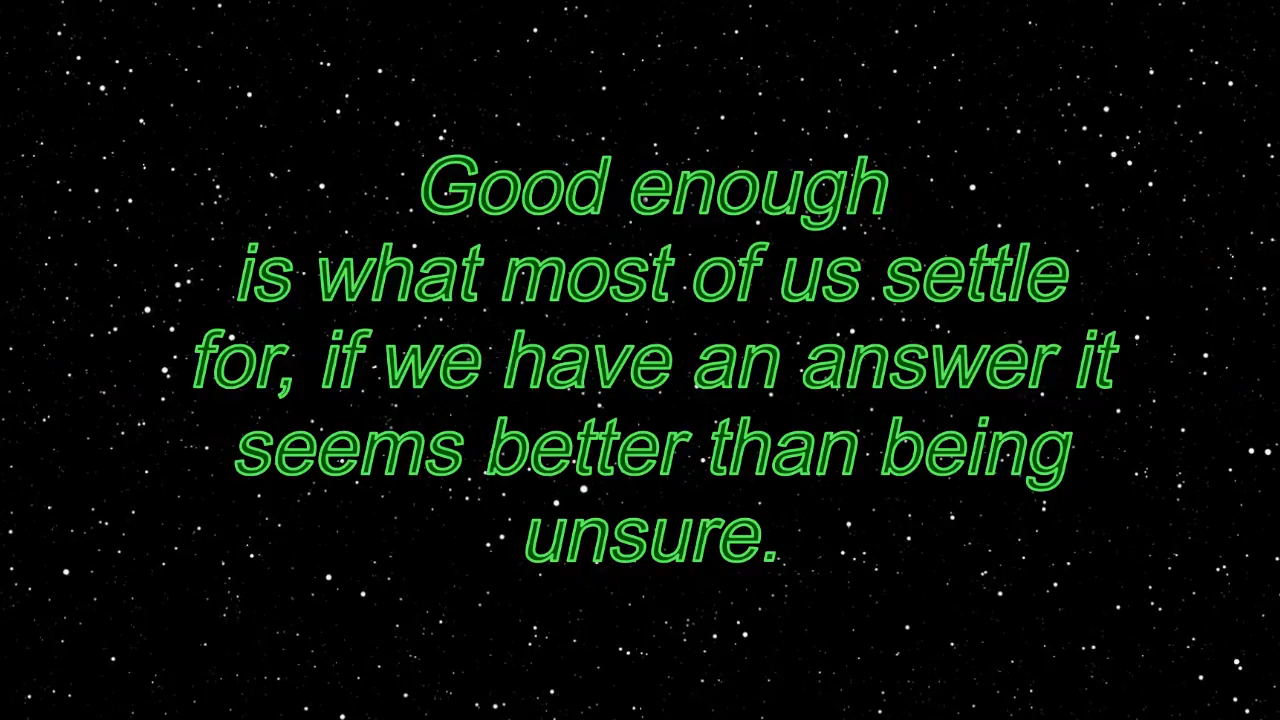 Good enough
is what most of us settle
for, if we have an answer it
seems better than being
unsure.